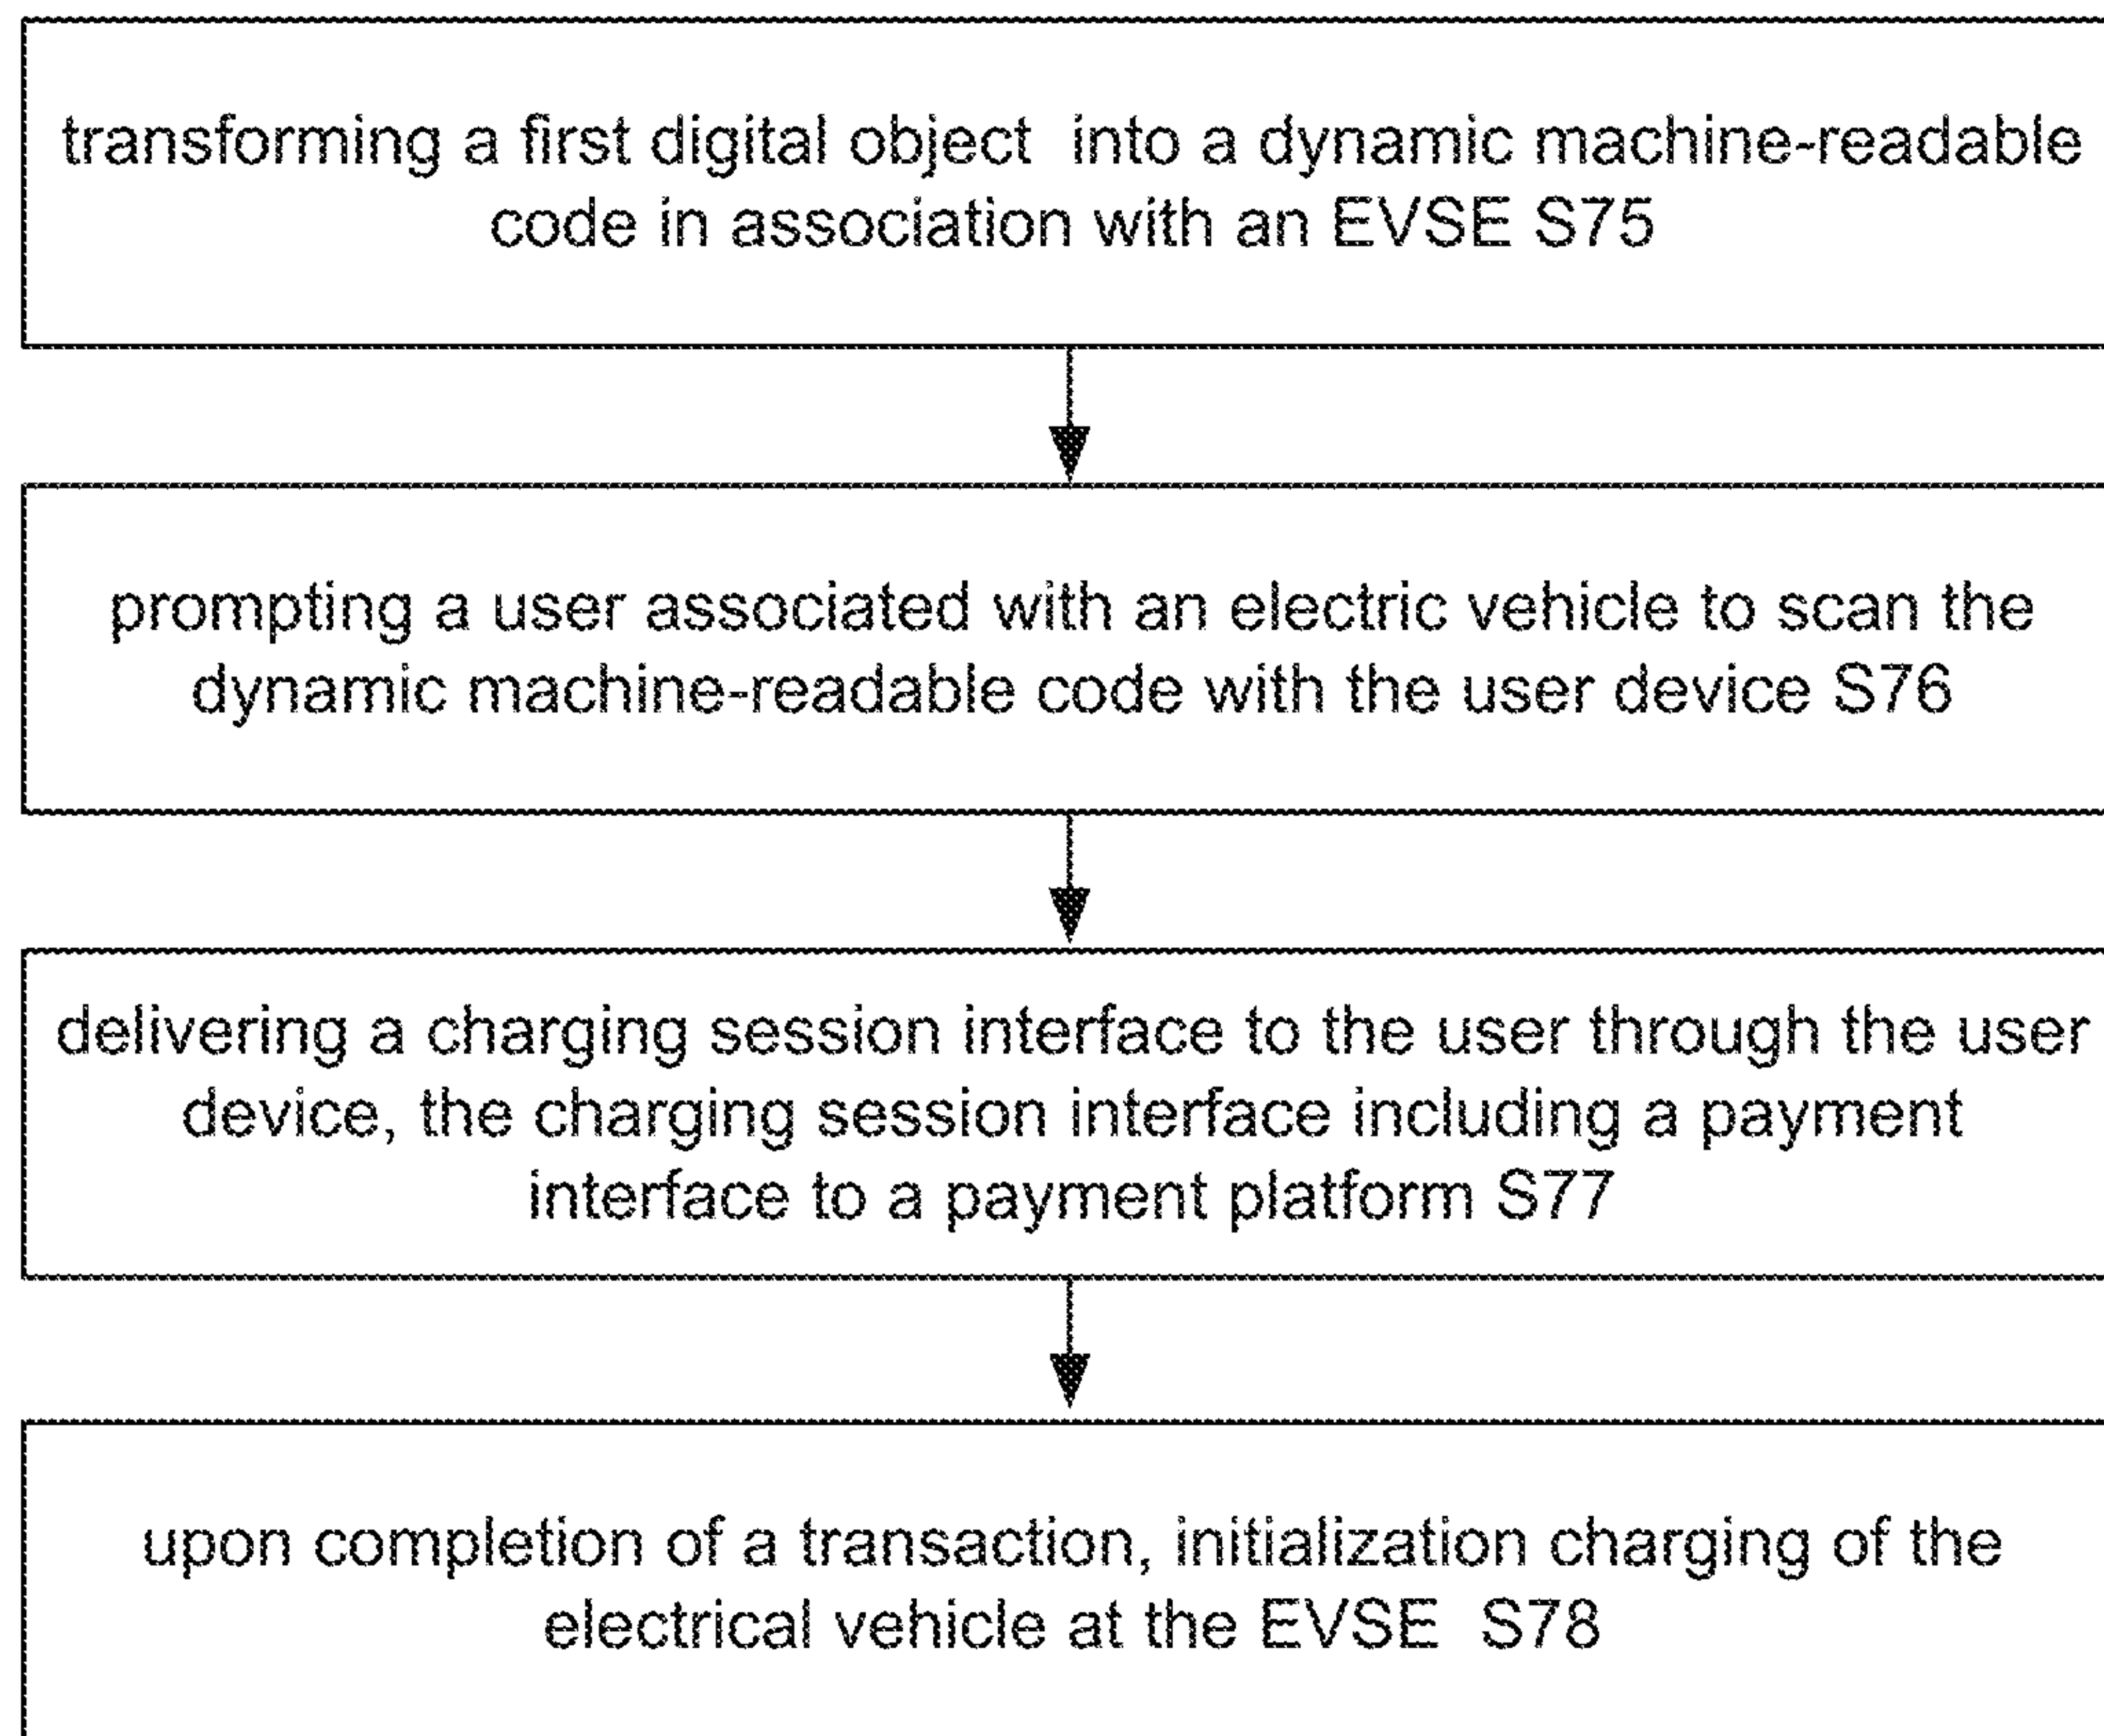 transforming a first digital object into a dynamic machine-readable
code in association with an EVSE S75
prompting a user associated with an electric vehicle to scan the
dynamic machine-readable code with the user device S76
delivering a charging session interface to the user through the user
device, the charging session interface including a payment
interface to a payment platform S77
upon completion of a transaction, initialization charging of the
electrical vehicle at the EVSE S78